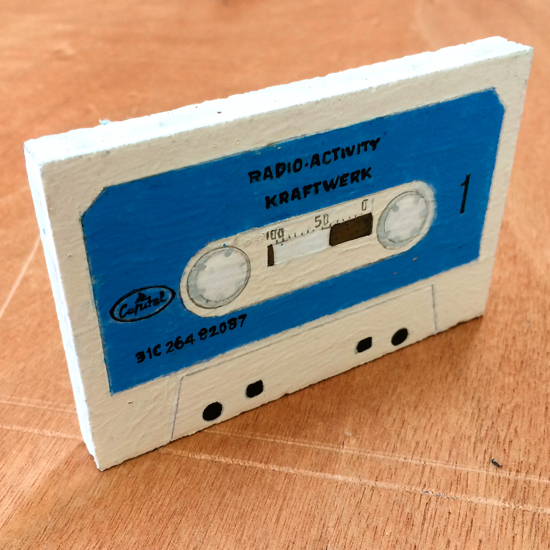 RADIO-ACTIVITY
KRAFTWERK
100 50 0
1
Capitol
31C 264 82087